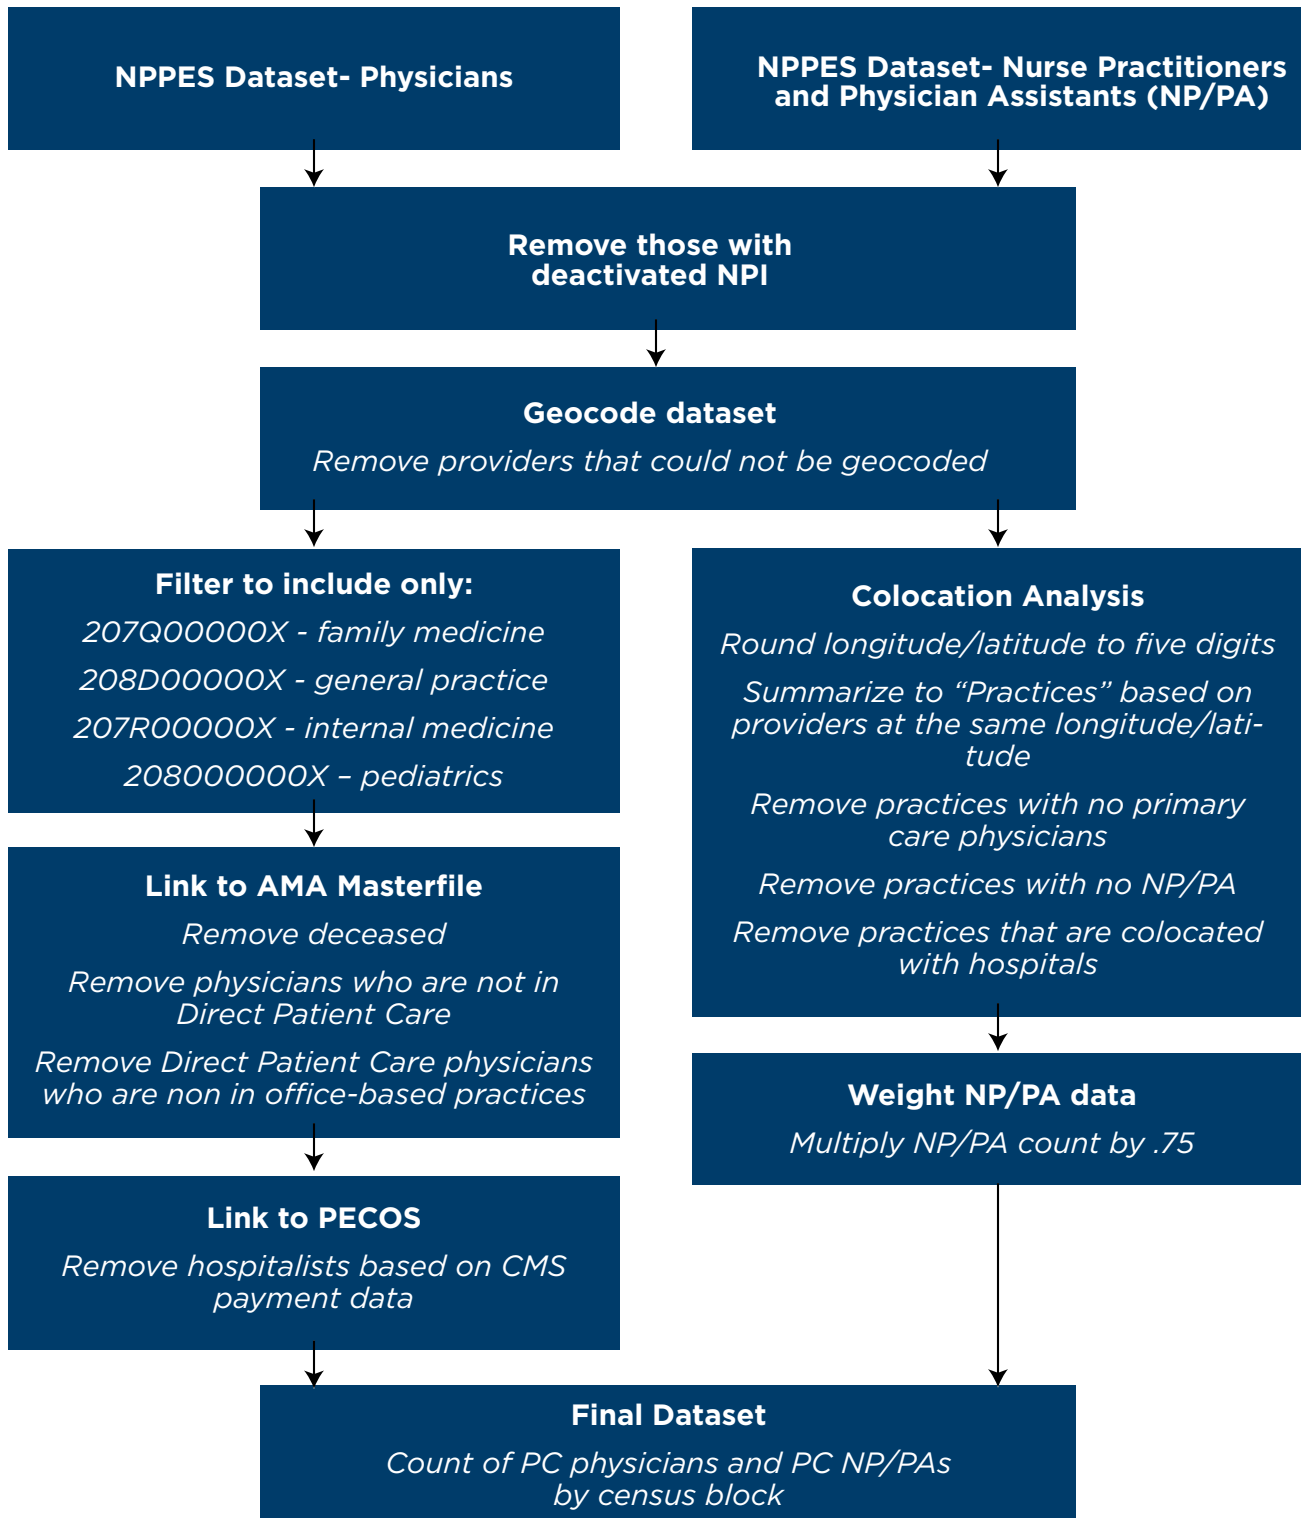 NPPES Dataset- Physicians
NPPES Dataset- Nurse Practitioners
and Physician Assistants (NP/PA)
Remove those with
deactivated NPI
Geocode dataset
Remove providers that could not be geocoded
Filter to include only:
207Q00000X - family medicine
208D00000X - general practice
207R00000X - internal medicine
208000000X – pediatrics
Link to AMA Masterfile
Remove deceased
Remove physicians who are not in
Direct Patient Care
Remove Direct Patient Care physicians
who are non in office-based practices
Link to PECOS
Remove hospitalists based on CMS
payment data
Colocation Analysis
Round longitude/latitude to five digits
Summarize to “Practices” based on
providers at the same longitude/lati-
tude
Remove practices with no primary
care physicians
Remove practices with no NP/PA
Remove practices that are colocated
with hospitals
Weight NP/PA data
Multiply NP/PA count by .75
Final Dataset
Count of PC physicians and PC NP/PAs
by census block